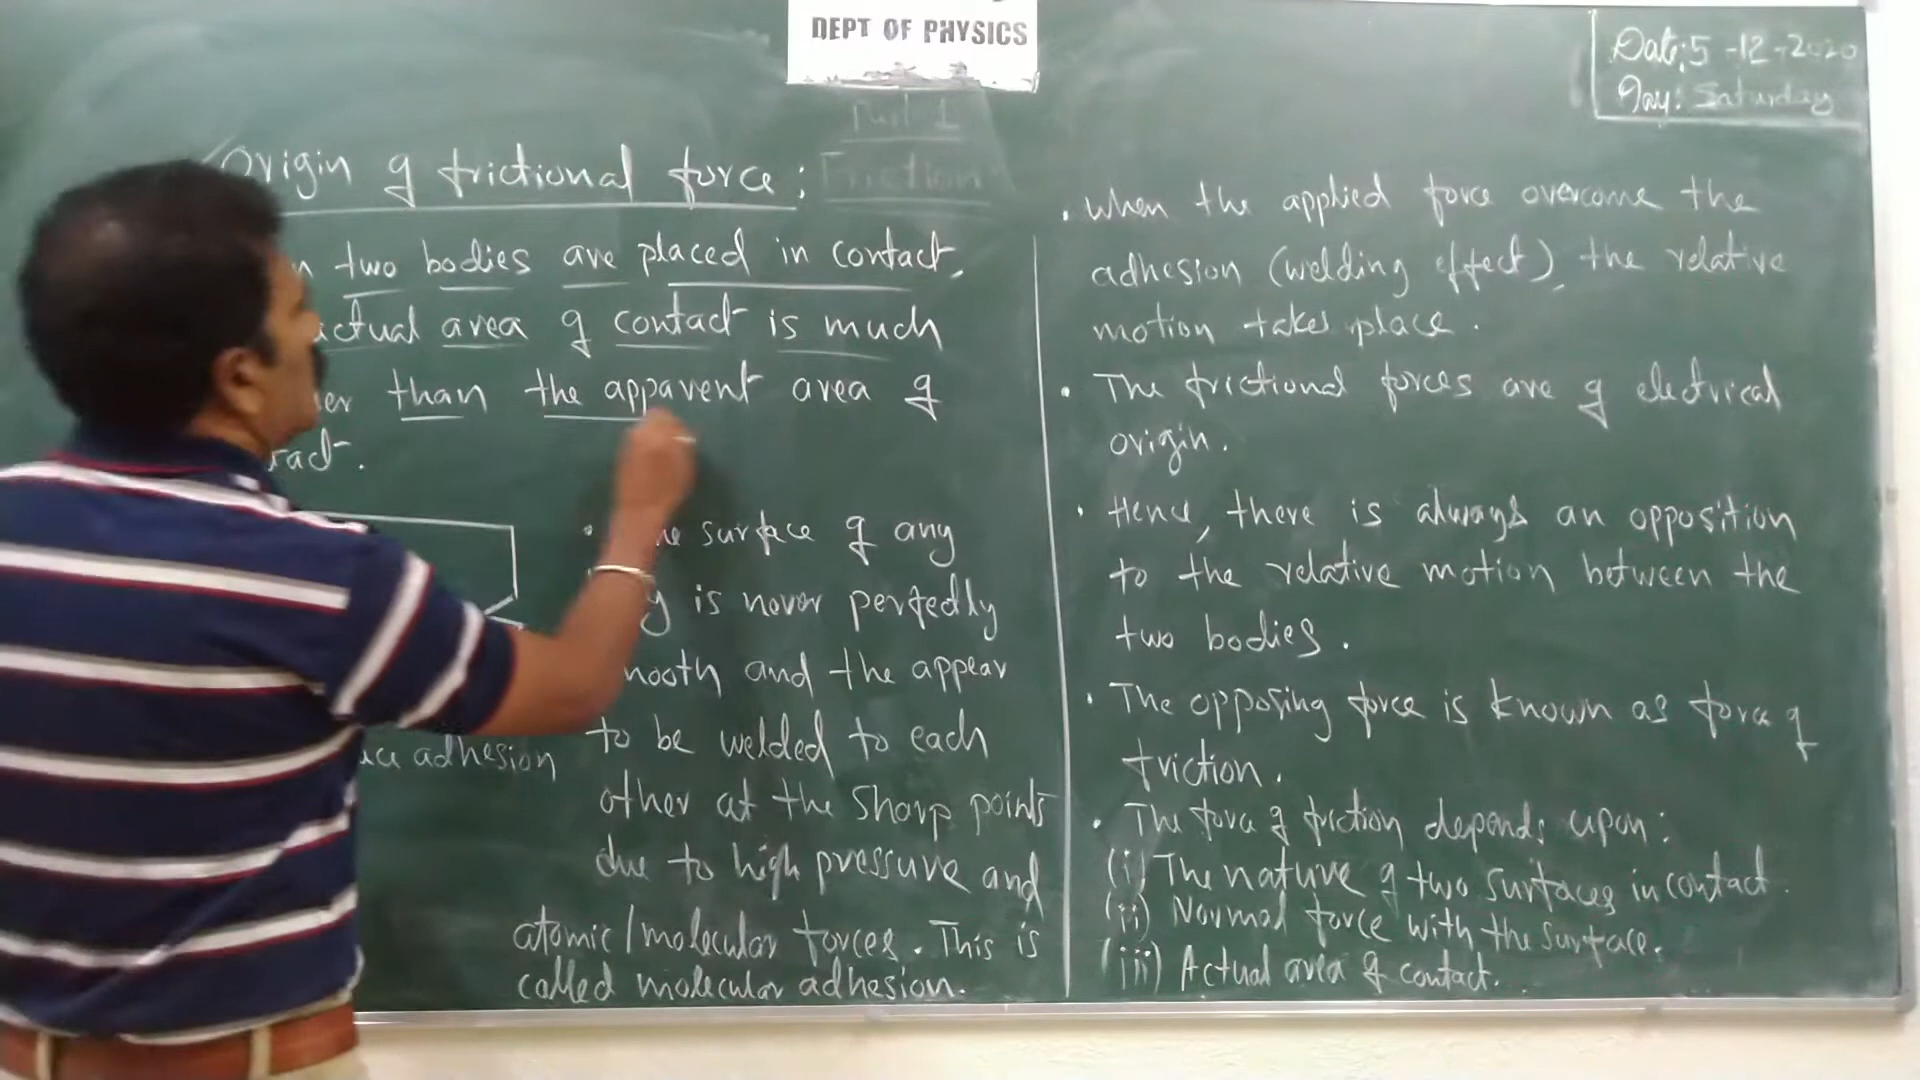 DEPT OF PHYSICS
Date: 5-12-2020
Day: Saturday
Part 1
Friction
Origin of frictional force:
two bodies are placed in contact,
actual area of contact is much
than the apparent area of
The surface of any
is never perfectly
and the appear
to be welded to each
other at the sharp points
due to high pressure and
atomic/molecular forces. This is
called molecular adhesion.
adhesion
. When the applied force overcome the
adhesion (welding effect), the relative
motion takes place.
. The frictional forces are of electrical
origin.
. Hence, there is always an opposition
to the relative motion between the
two bodies.
. The opposing force is known as force of
friction.
. The force of friction depends upon:
(i) The nature of two surfaces in contact.
(ii) Normal force with the surface.
(iii) Actual area of contact.